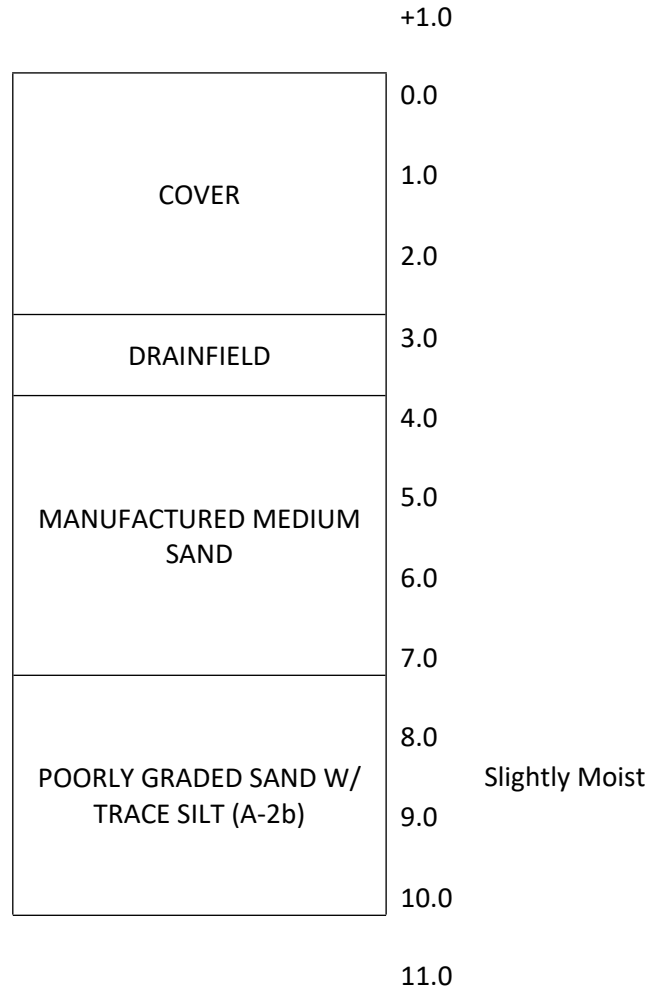 +1.0
0.0
COVER
1.0
2.0
DRAINFIELD
3.0
4.0
MANUFACTURED MEDIUM
SAND
5.0
6.0
7.0
POORLY GRADED SAND W/
TRACE SILT (A-2b)
8.0
Slightly Moist
9.0
10.0
11.0